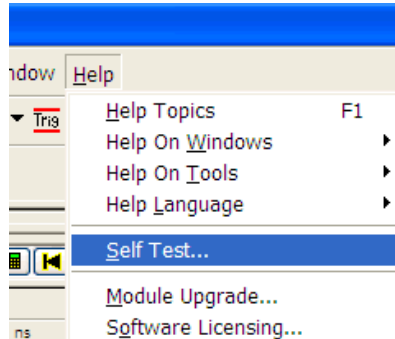 ndow Help
Trig
Help Topics F1
Help On Windows
Help On Tools
Help Language
Self Test...
Module Upgrade...
Software Licensing...
ns